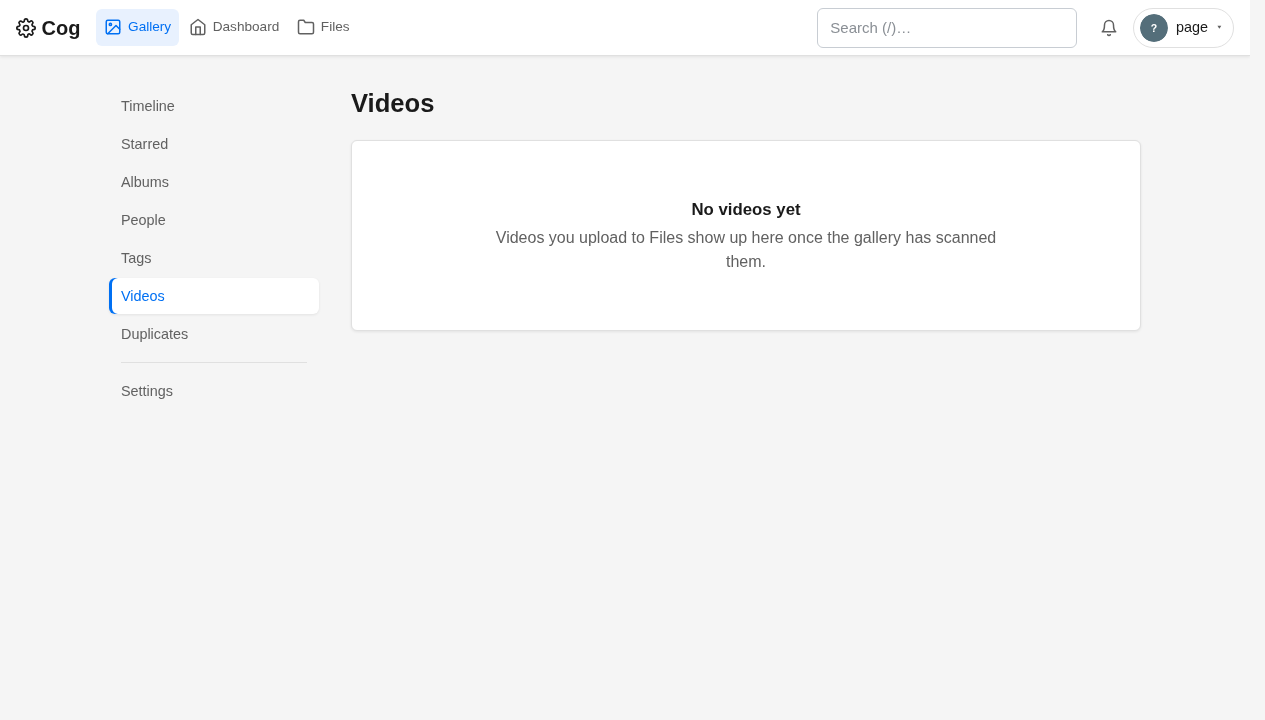 Cog
Gallery
Dashboard
Files
Search (/)…
?
page
Timeline
Starred
Albums
People
Tags
Videos
Duplicates
Settings
Videos
No videos yet
Videos you upload to Files show up here once the gallery has scanned
them.